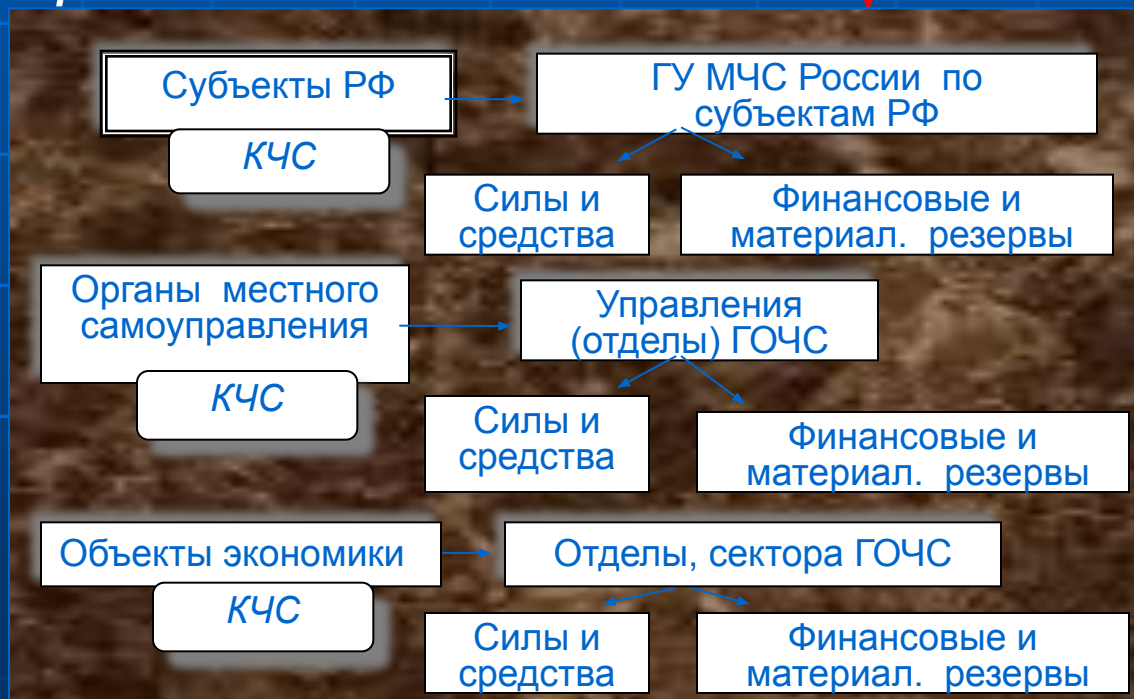 Субъекты РФ
КЧС
ГУ МЧС России по
субъектам РФ
Силы и
средства
Финансовые и
материал. резервы
Органы местного
самоуправления
КЧС
Управления
(отделы) ГОЧС
Силы и
средства
Финансовые и
материал. резервы
Объекты экономики
КЧС
Отделы, сектора ГОЧС
Силы и
средства
Финансовые и
материал. резервы